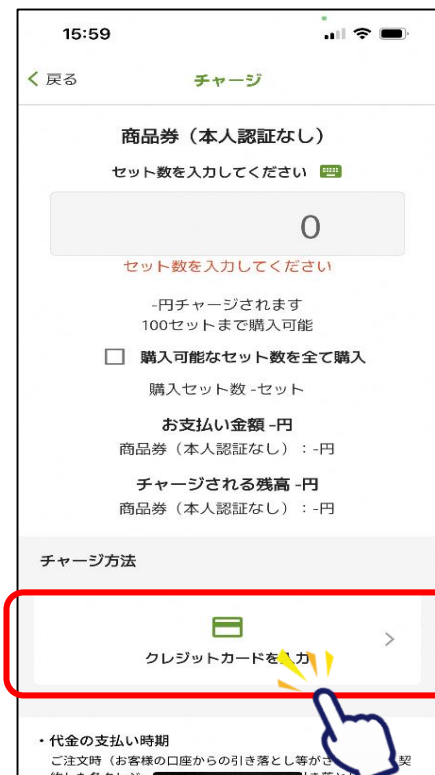 15:59
戻る
チャージ
商品券（本人認証なし）
セット数を入力してください
0
セット数を入力してください
-円チャージされます
100セットまで購入可能
購入可能なセット数を全て購入
購入セット数 -セット
お支払い金額 -円
商品券（本人認証なし）：-円
チャージされる残高 -円
商品券（本人認証なし）：-円
チャージ方法
クレジットカードを 力
・代金の支払い時期
ご注文時（お客様の口座からの引き落とし等がさ 契